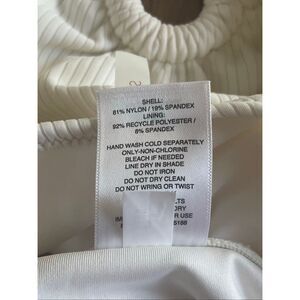 SHELL:
81% NYLON / 19% SPANDEX
LINING:
92% RECYCLE POLYESTER /
8% SPANDEX
HAND WASH COLD SEPARATELY
ONLY-NON-CHLORINE
BLEACH IF NEEDED
LINE DRY IN SHADE
DO NOT IRON
DO NOT DRY CLEAN
DO NOT WRING OR TWIST